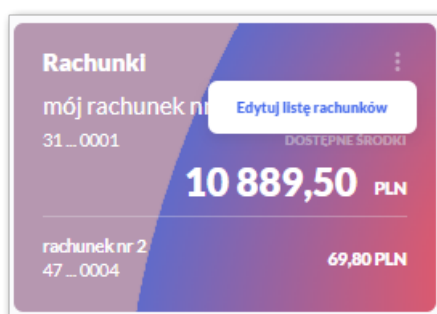 Rachunki
mój rachunek n
Edytuj listę rachunków
31 ... 0001
DOSTĘPNE ŚRODKI
10 889,50 PLN
rachunek nr 2
47 ... 0004
69,80 PLN